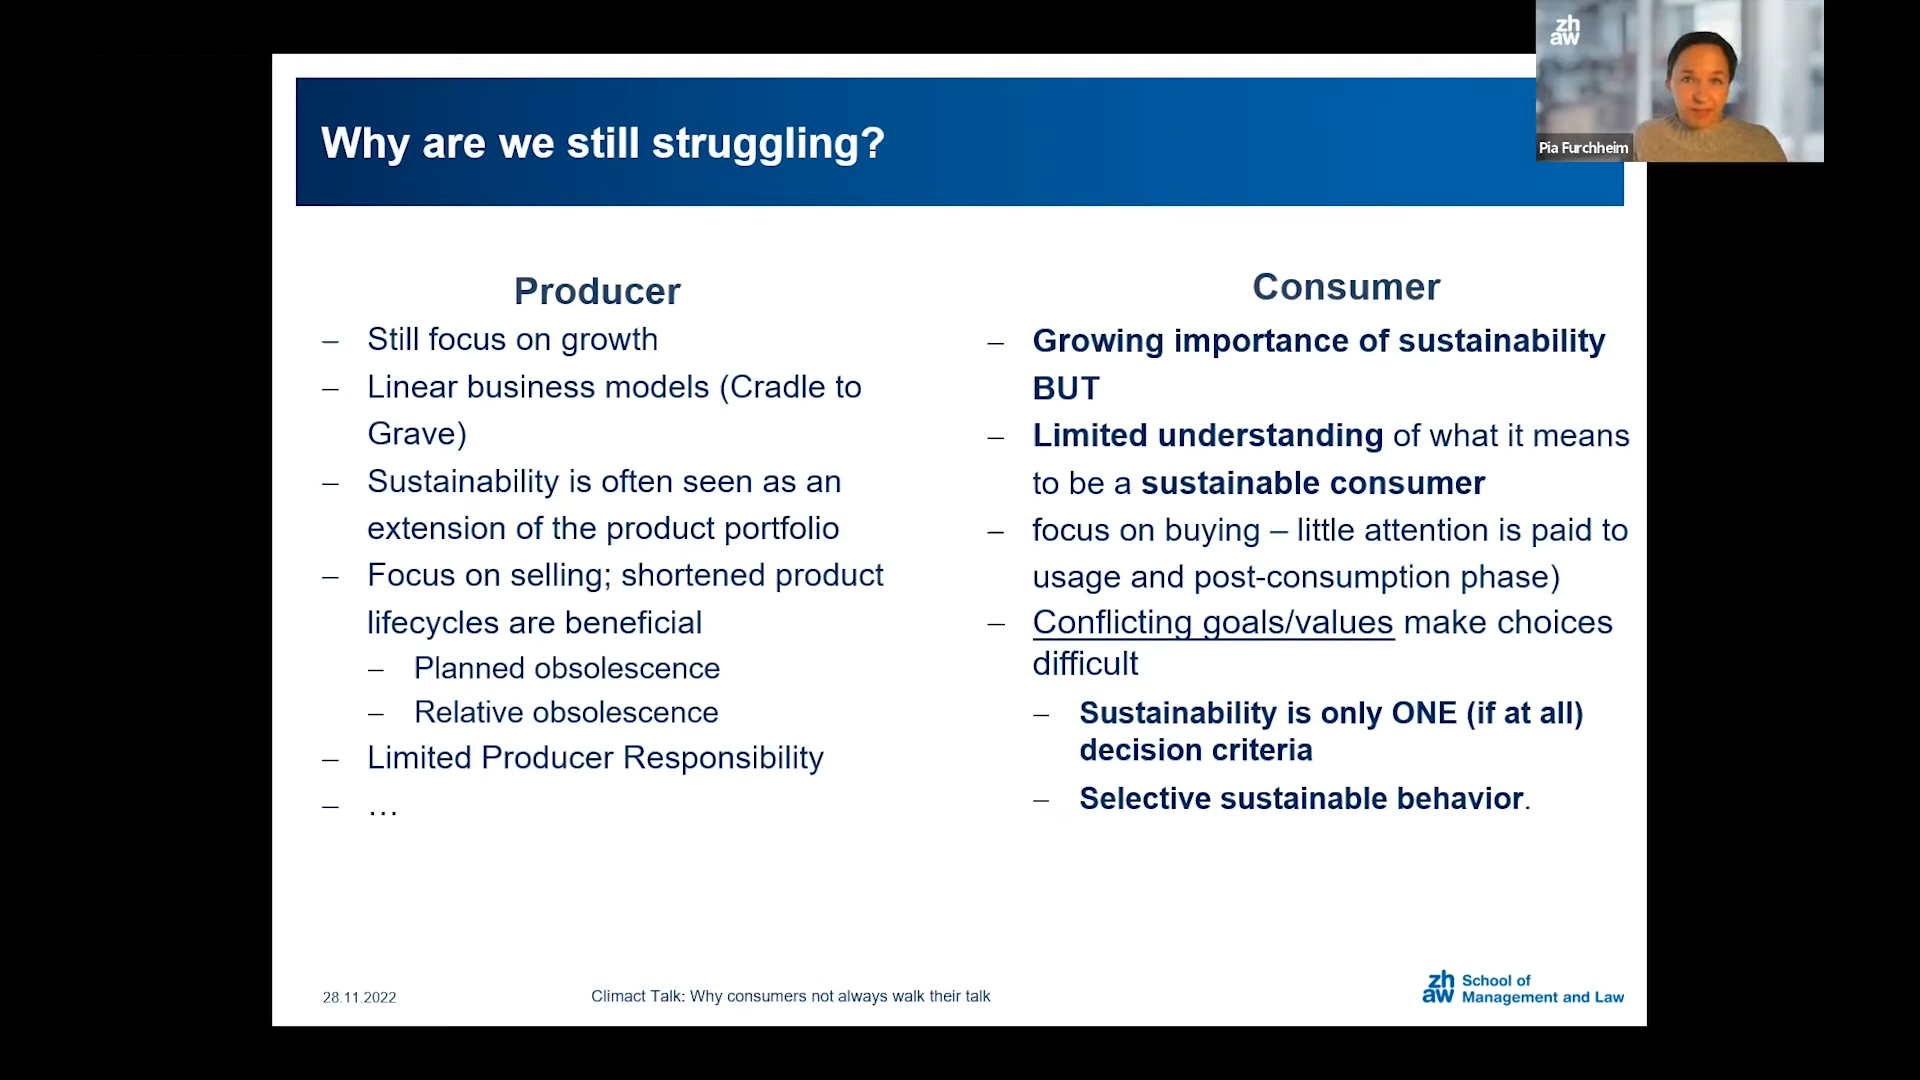 zh
aw
Pia Furchheim
Why are we still struggling?
Producer
– Still focus on growth
– Linear business models (Cradle to
Grave)
– Sustainability is often seen as an
extension of the product portfolio
– Focus on selling; shortened product
lifecycles are beneficial
– Planned obsolescence
– Relative obsolescence
– Limited Producer Responsibility
– …
Consumer
– Growing importance of sustainability
BUT
– Limited understanding of what it means
to be a sustainable consumer
– focus on buying – little attention is paid to
usage and post-consumption phase)
– Conflicting goals/values make choices
difficult
– Sustainability is only ONE (if at all)
decision criteria
– Selective sustainable behavior.
28.11.2022
Climact Talk: Why consumers not always walk their talk
zh
aw
School of
Management and Law